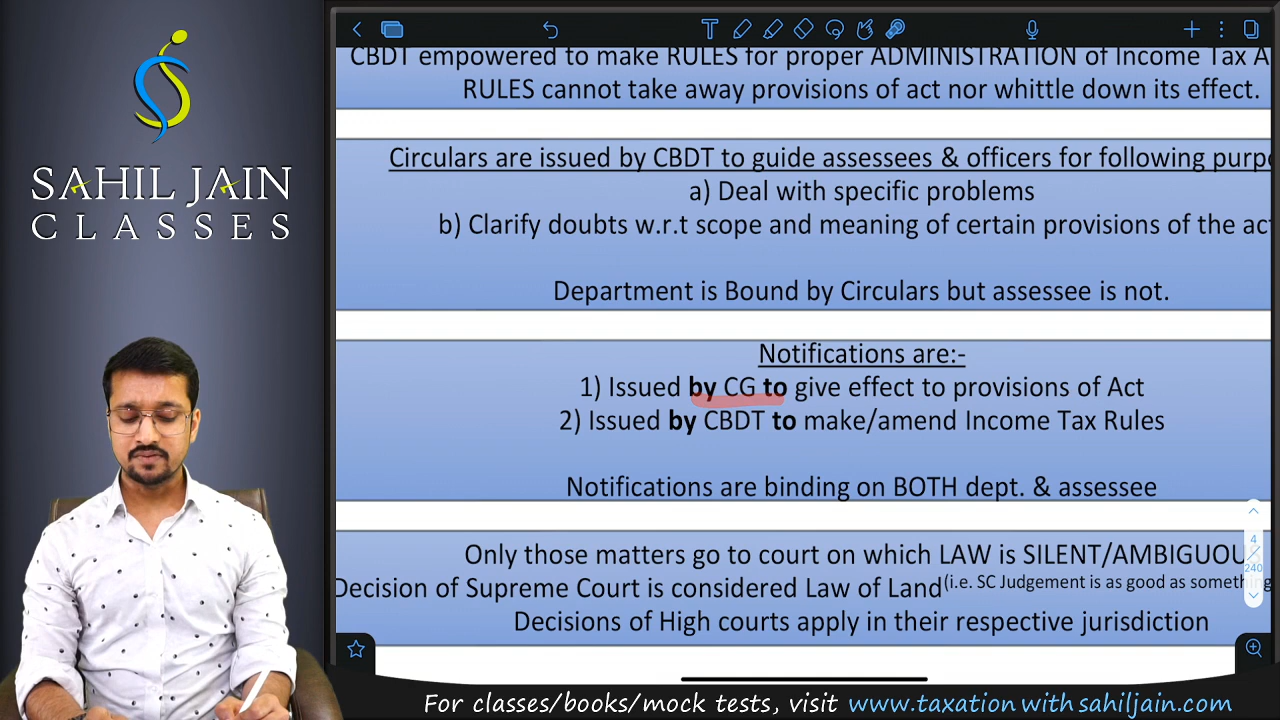 SAHIL JAIN
CLASSES
CBDT empowered to make RULES for proper ADMINISTRATION of Income Tax A
RULES cannot take away provisions of act nor whittle down its effect.
Circulars are issued by CBDT to guide assessees & officers for following purpo
a) Deal with specific problems
b) Clarify doubts w.r.t scope and meaning of certain provisions of the act
Department is Bound by Circulars but assessee is not.
Notifications are:-
1) Issued by CG to give effect to provisions of Act
2) Issued by CBDT to make/amend Income Tax Rules
Notifications are binding on BOTH dept. & assessee
Only those matters go to court on which LAW is SILENT/AMBIGUOU
Decision of Supreme Court is considered Law of Land (i.e. SC Judgement is as good as something
Decisions of High courts apply in their respective jurisdiction
4
240
For classes/books/mock tests, visit www.taxationwithsahiljain.com